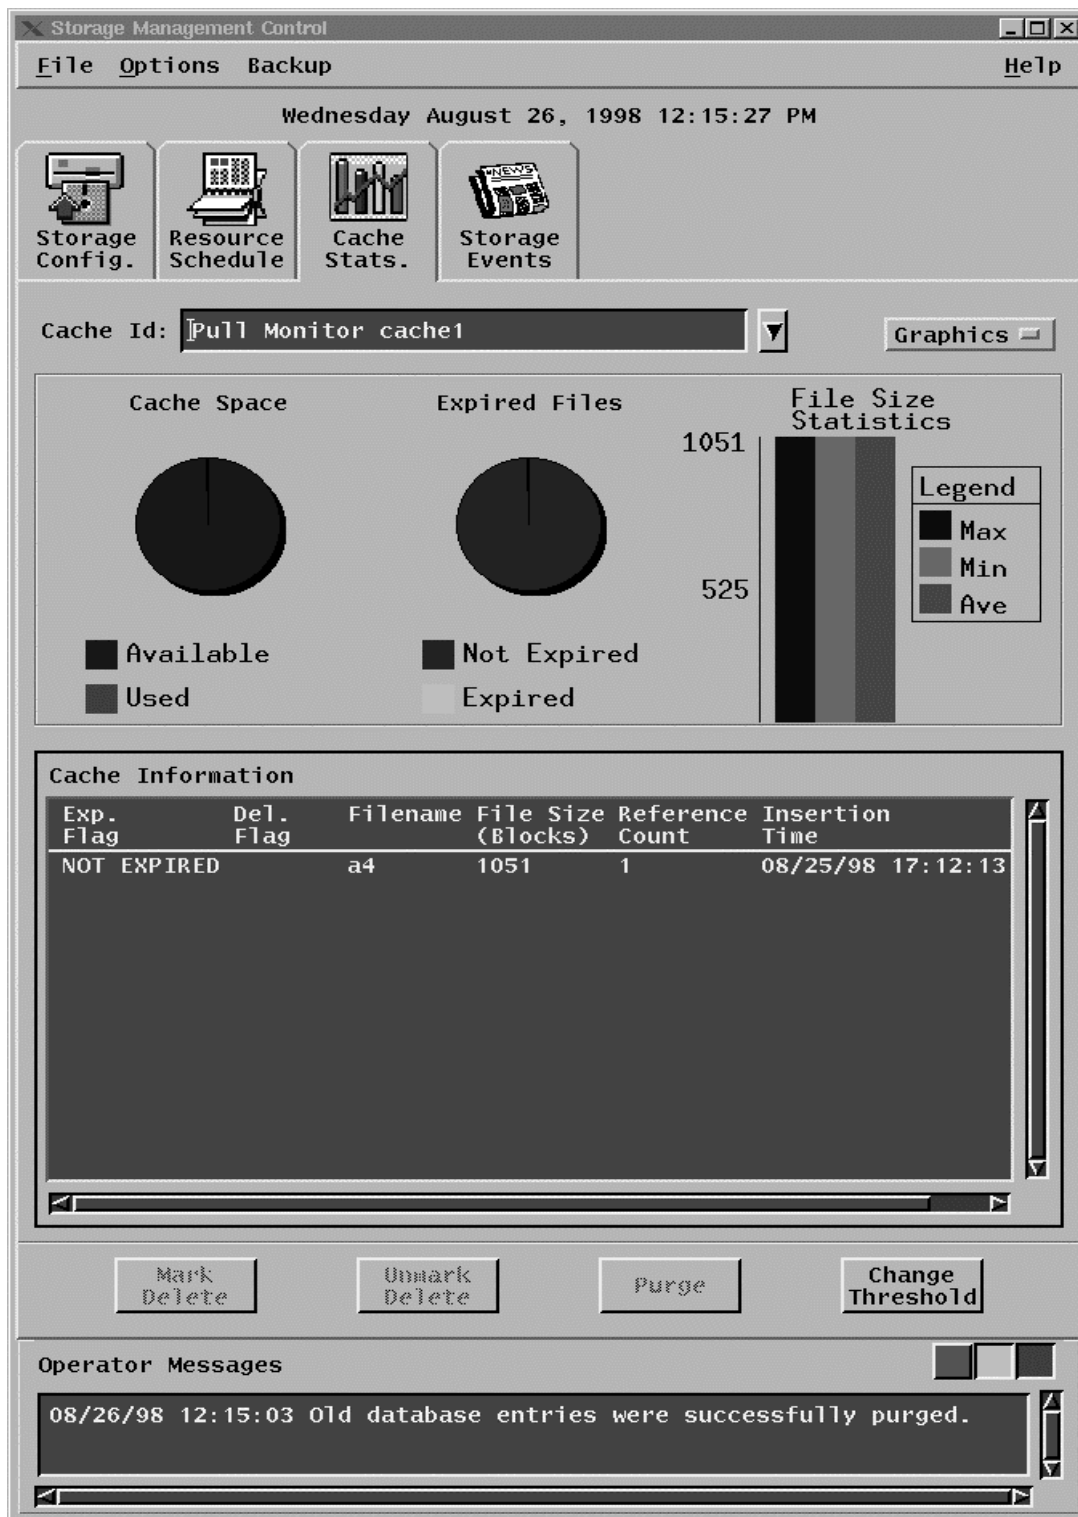 Storage Management Control
File Options Backup Help
Wednesday August 26, 1998 12:15:27 PM
NEWS
Storage Config.
Resource Schedule
Cache Stats.
Storage Events
Cache Id: Pull Monitor cache1
Graphics
Cache Space
Available
Used
Expired Files
Not Expired
Expired
File Size
Statistics
1051
525
Legend
Max
Min
Ave
Cache Information
Exp. Del. Filename File Size Reference Insertion
Flag Flag (Blocks) Count Time
NOT EXPIRED a4 1051 1 08/25/98 17:12:13
Mark Delete
Unmark Delete
Purge
Change Threshold
Operator Messages
08/26/98 12:15:03 Old database entries were successfully purged.